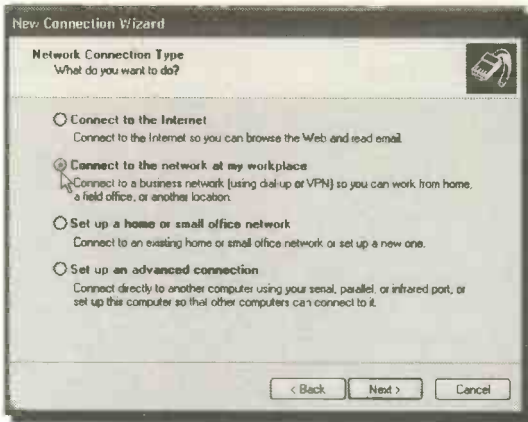 New Connection Wizard
Network Connection Type
What do you want to do?
Connect to the Internet
Connect to the Internet so you can browse the Web and read email.
Connect to the network at my workplace
Connect to a business network (using dial-up or VPN) so you can work from home,
a field office, or another location.
Set up a home or small office network
Connect to an existing home or small office network or set up a new one.
Set up an advanced connection
Connect directly to another computer using your serial, parallel, or infrared port, or
set up this computer so that other computers can connect to it.
< Back
Next >
Cancel